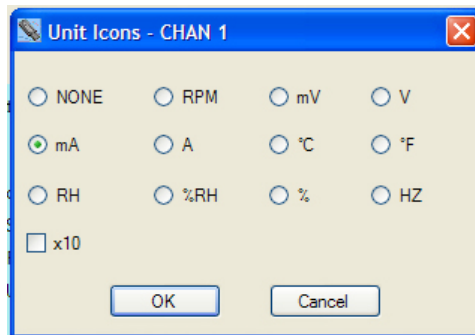 Unit Icons - CHAN 1
NONE RPM mV V
mA A °C °F
RH %RH % HZ
x10
OK Cancel